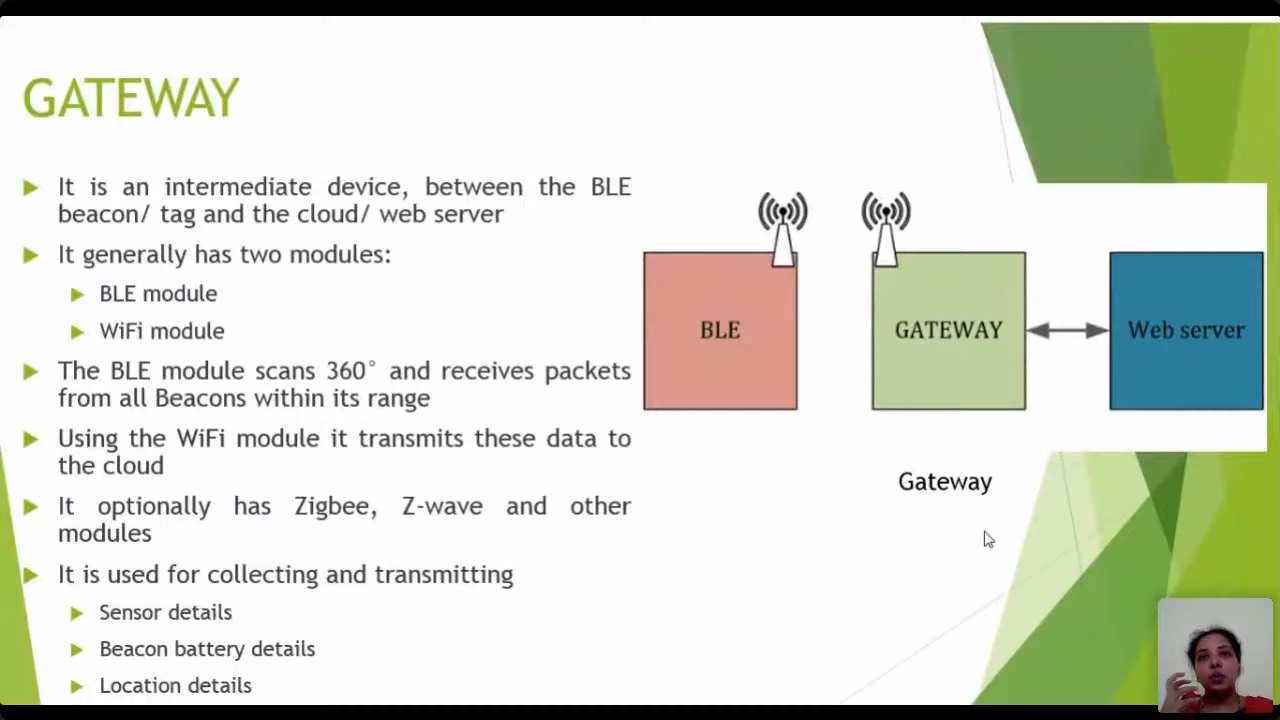 GATEWAY
It is an intermediate device, between the BLE
beacon/ tag and the cloud/ web server
It generally has two modules:
BLE module
WiFi module
The BLE module scans 360° and receives packets
from all Beacons within its range
Using the WiFi module it transmits these data to
the cloud
It optionally has Zigbee, Z-wave and other
modules
It is used for collecting and transmitting
Sensor details
Beacon battery details
Location details
BLE
GATEWAY
Web server
Gateway